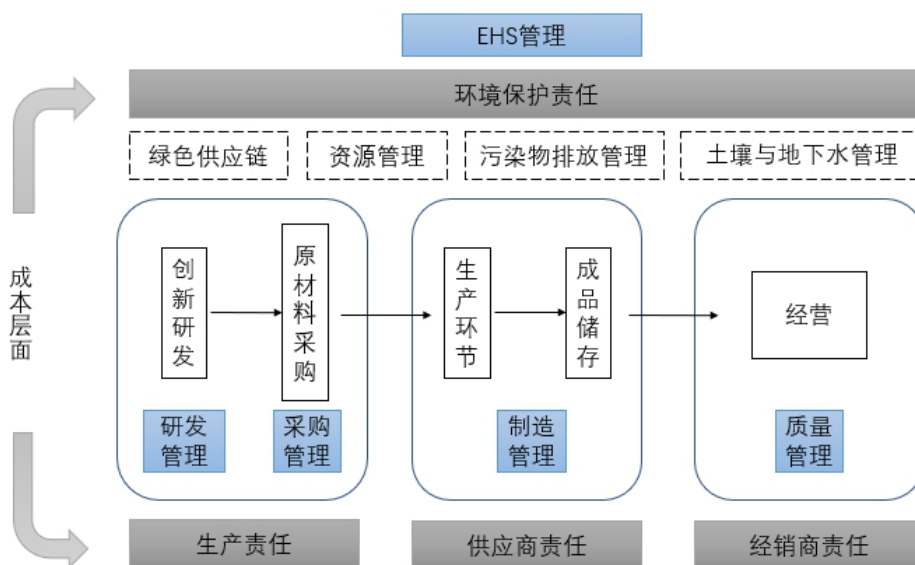 EHS管理
环境保护责任
绿色供应链
资源管理
污染物排放管理
土壤与地下水管理
成本层面
创新研发
原材料采购
生产环节
成品储存
经营
研发
管理
采购
管理
制造
管理
质量
管理
生产责任
供应商责任
经销商责任